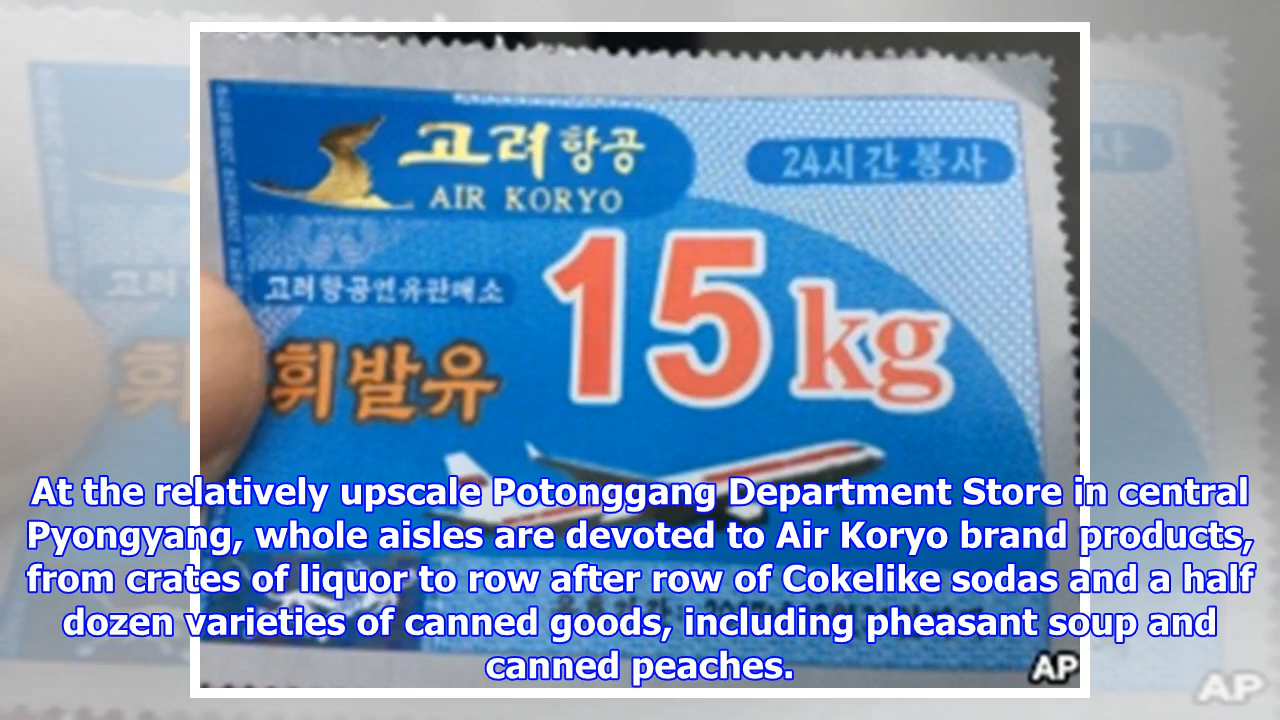 고려항공
AIR KORYO
24시간봉사
15kg
고려항공연유판매소
휘발유
At the relatively upscale Potonggang Department Store in central
Pyongyang, whole aisles are devoted to Air Koryo brand products,
from crates of liquor to row after row of Cokelike sodas and a half
dozen varieties of canned goods, including pheasant soup and
canned peaches.
AP
AP